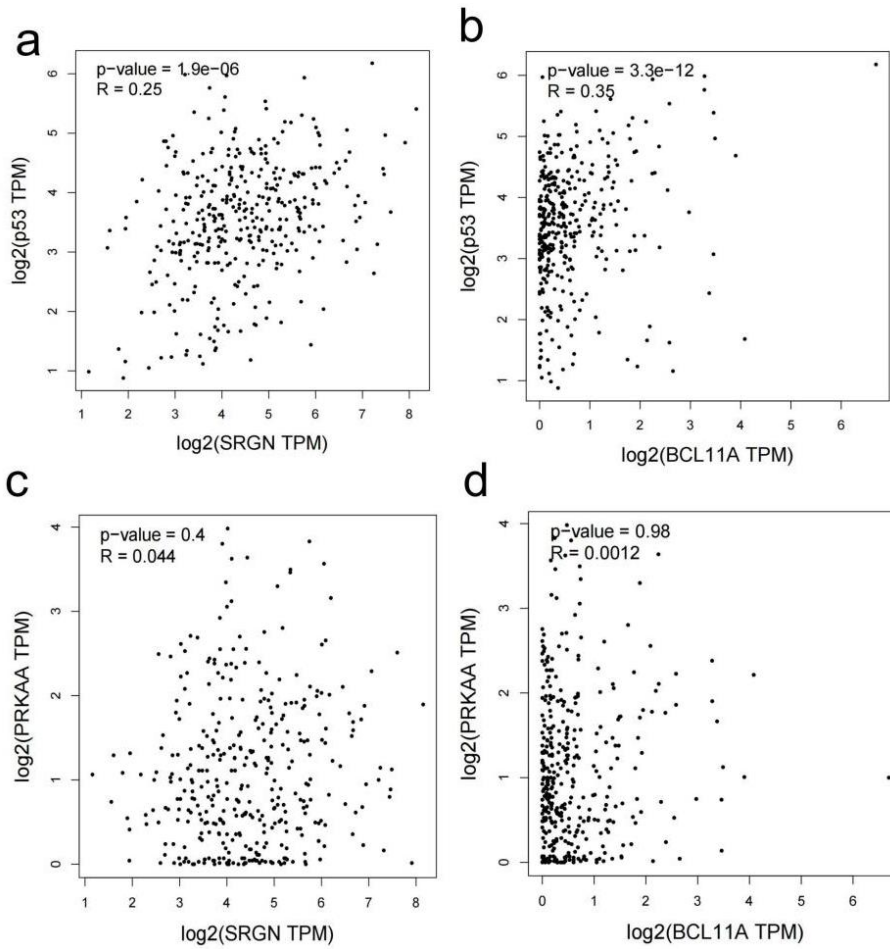 a
p-value = 1.9e-06
R = 0.25
log2(p53 TPM)
6
5
4
3
2
1
1 2 3 4 5 6 7 8
log2(SRGN TPM)
b
p-value = 3.3e-12
R = 0.35
log2(p53 TPM)
6
5
4
3
2
1
0 1 2 3 4 5 6
log2(BCL11A TPM)
c
p-value = 0.4
R = 0.044
log2(PRKAA TPM)
4
3
2
1
0
1 2 3 4 5 6 7 8
log2(SRGN TPM)
d
p-value = 0.98
R = 0.0012
log2(PRKAA TPM)
4
3
2
1
0
0 1 2 3 4 5 6
log2(BCL11A TPM)